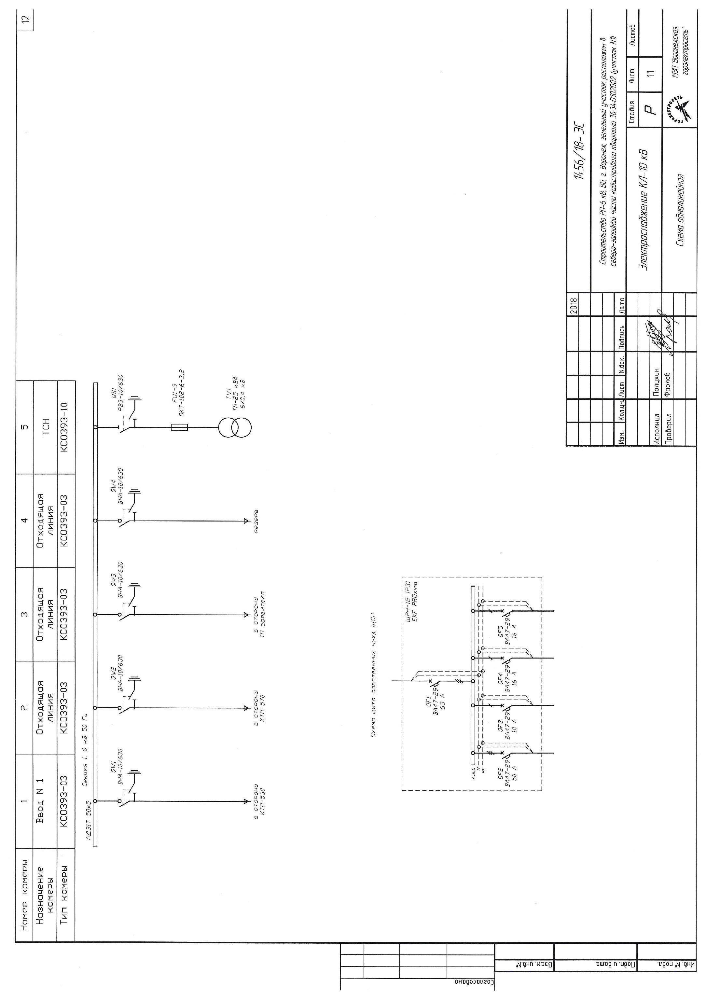 12
Номер камеры
1
2
3
4
5
Назначение
камеры
Ввод N 1
Отходящая
линия
Отходящая
линия
Отходящая
линия
ТСН
Тип камеры
КСО393-03
КСО393-03
КСО393-03
КСО393-03
КСО393-10
АД31Т 50х5
Секция 1. 6 кВ 50 Гц
QW1
ВНА-10/630
QW2
ВНА-10/630
QW3
ВНА-10/630
QW4
ВНА-10/630
QS1
РВЗ-10/630
FU1-3
ПКТ-102-6-3,2
TV1
ТМ-25 кВА
6/0,4 кВ
в сторону
КТП-530
в сторону
КТП-570
в сторону
ТП заявителя
резерв
Схема щита собственных нужд ЩСН
ЩРН-12 IP31
EKF PROxima
QF1
ВА47-29
63 А
А,В,С
N
PE
QF2
ВА47-29
50 А
QF3
ВА47-29
10 А
QF4
ВА47-29
16 А
QF5
ВА47-29
16 А
2018
1456/18-ЭС
Строительство РП-6 кВ, ВО, г. Воронеж, земельный участок расположен в
северо-западной части кадастрового квартала 36:34:0102002 (участок N1)
Изм.
Кол.уч.
Лист
N.док.
Подпись
Дата
Электроснабжение КЛ-10 кВ
Стадия
Лист
Листов
Р
11
Исполнил
Полухин
Проверил
Фролов
Схема однолинейная
ГОРЭЛЕКТРОСЕТЬ
МУП "Воронежская
горэлектросеть"
Согласовано
Взам. инв.N°
Подп. и дата
Инв. N° подл.